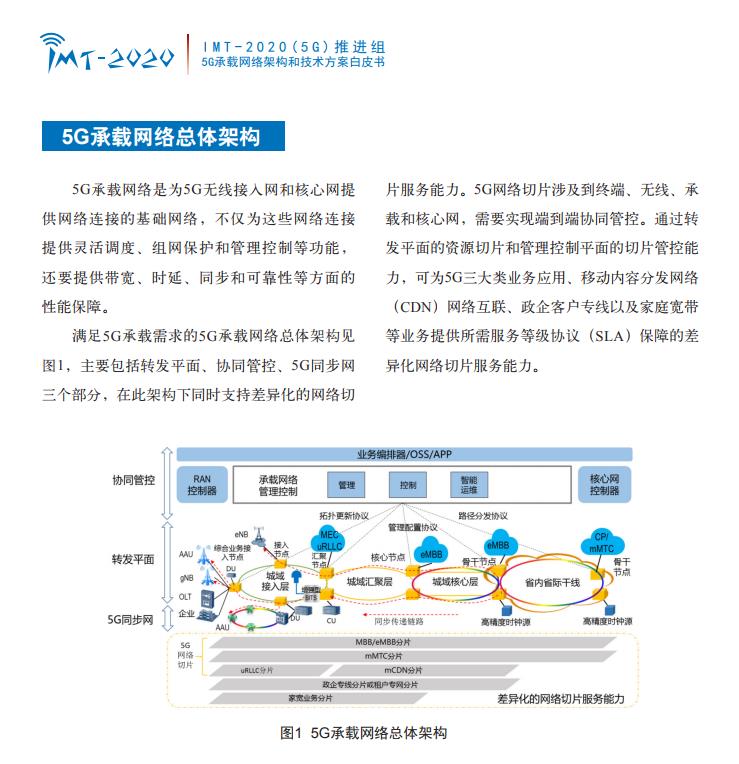 IMT-2020
IMT-2020(5G)推进组
5G承载网络架构和技术方案白皮书
5G承载网络总体架构
5G承载网络是为5G无线接入网和核心网提
供网络连接的基础网络，不仅为这些网络连接
提供灵活调度、组网保护和管理控制等功能，
还要提供带宽、时延、同步和可靠性等方面的
性能保障。
满足5G承载需求的5G承载网络总体架构见
图1，主要包括转发平面、协同管控、5G同步网
三个部分，在此架构下同时支持差异化的网络切
片服务能力。5G网络切片涉及到终端、无线、承
载和核心网，需要实现端到端协同管控。通过转
发平面的资源切片和管理控制平面的切片管控能
力，可为5G三大类业务应用、移动内容分发网络
（CDN）网络互联、政企客户专线以及家庭宽带
等业务提供所需服务等级协议（SLA）保障的差
异化网络切片服务能力。
业务编排器/OSS/APP
协同管控
RAN
控制器
承载网络
管理控制
管理
控制
智能
运维
核心网
控制器
拓扑更新协议
管理配置协议
路径分发协议
转发平面
eNB
AAU
综合业务接
入节点
DU
gNB
OLT
企业
AAU
接入
节点
城域
接入层
MEC
uRLLC
汇聚
节点
BITS
DU
CU
城域汇聚层
核心节点
eMBB
城域核心层
骨干节点
eMBB
省内省际干线
CP/
mMTC
骨干
节点
5G同步网
同步传递链路
高精度时钟源
高精度时钟源
5G
网络
切片
MBB/eMBB分片
mMTC分片
uRLLC分片
mCDN分片
政企专线分片或租户专网分片
家宽业务分片
差异化的网络切片服务能力
图1 5G承载网络总体架构